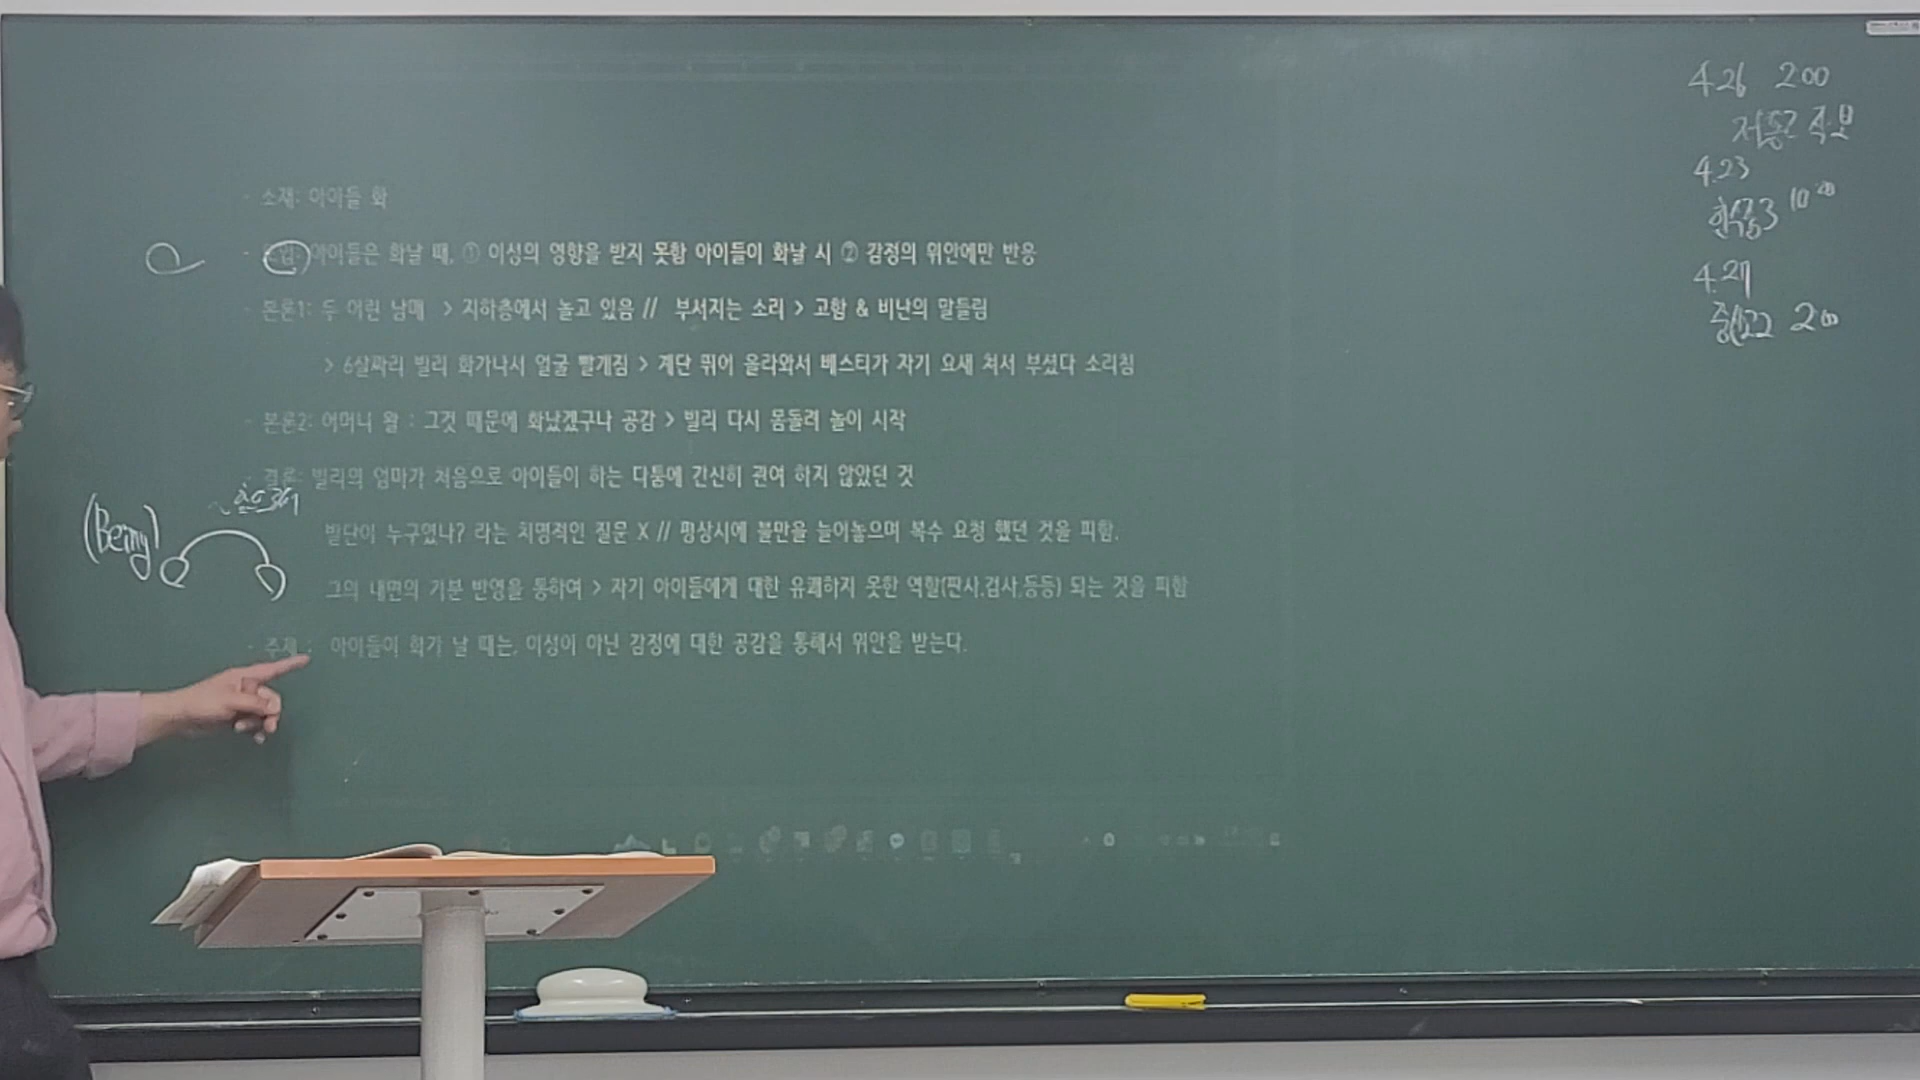 - 소재: 아이들 화
- 도입: 아이들은 화날 때, ① 이성의 영향을 받지 못함 아이들이 화날 시 ② 감정의 위안에만 반응
- 본론1: 두 어린 남매 > 지하층에서 놀고 있음 // 부서지는 소리 > 고함 & 비난의 말들림
> 6살짜리 빌리 화가나서 얼굴 빨개짐 > 계단 뛰어 올라와서 베스티가 자기 요새 쳐서 부셨다 소리침
- 본론2: 어머니 왈 : 그것 때문에 화났겠구나 공감 > 빌리 다시 몸돌려 놀이 시작
- 결론: 빌리의 엄마가 처음으로 아이들이 하는 다툼에 간신히 관여 하지 않았던 것
발단이 누구였나? 라는 치명적인 질문 X // 평상시에 불만을 늘어놓으며 복수 요청 했던 것을 피함.
그의 내면의 기분 반영을 통하여 > 자기 아이들에게 대한 유쾌하지 못한 역할(판사,검사,등등) 되는 것을 피함
- 주제 : 아이들이 화가 날 때는, 이성이 아닌 감정에 대한 공감을 통해서 위안을 받는다.
(Being)
4.26 2:00
4.23
4.27
2:00